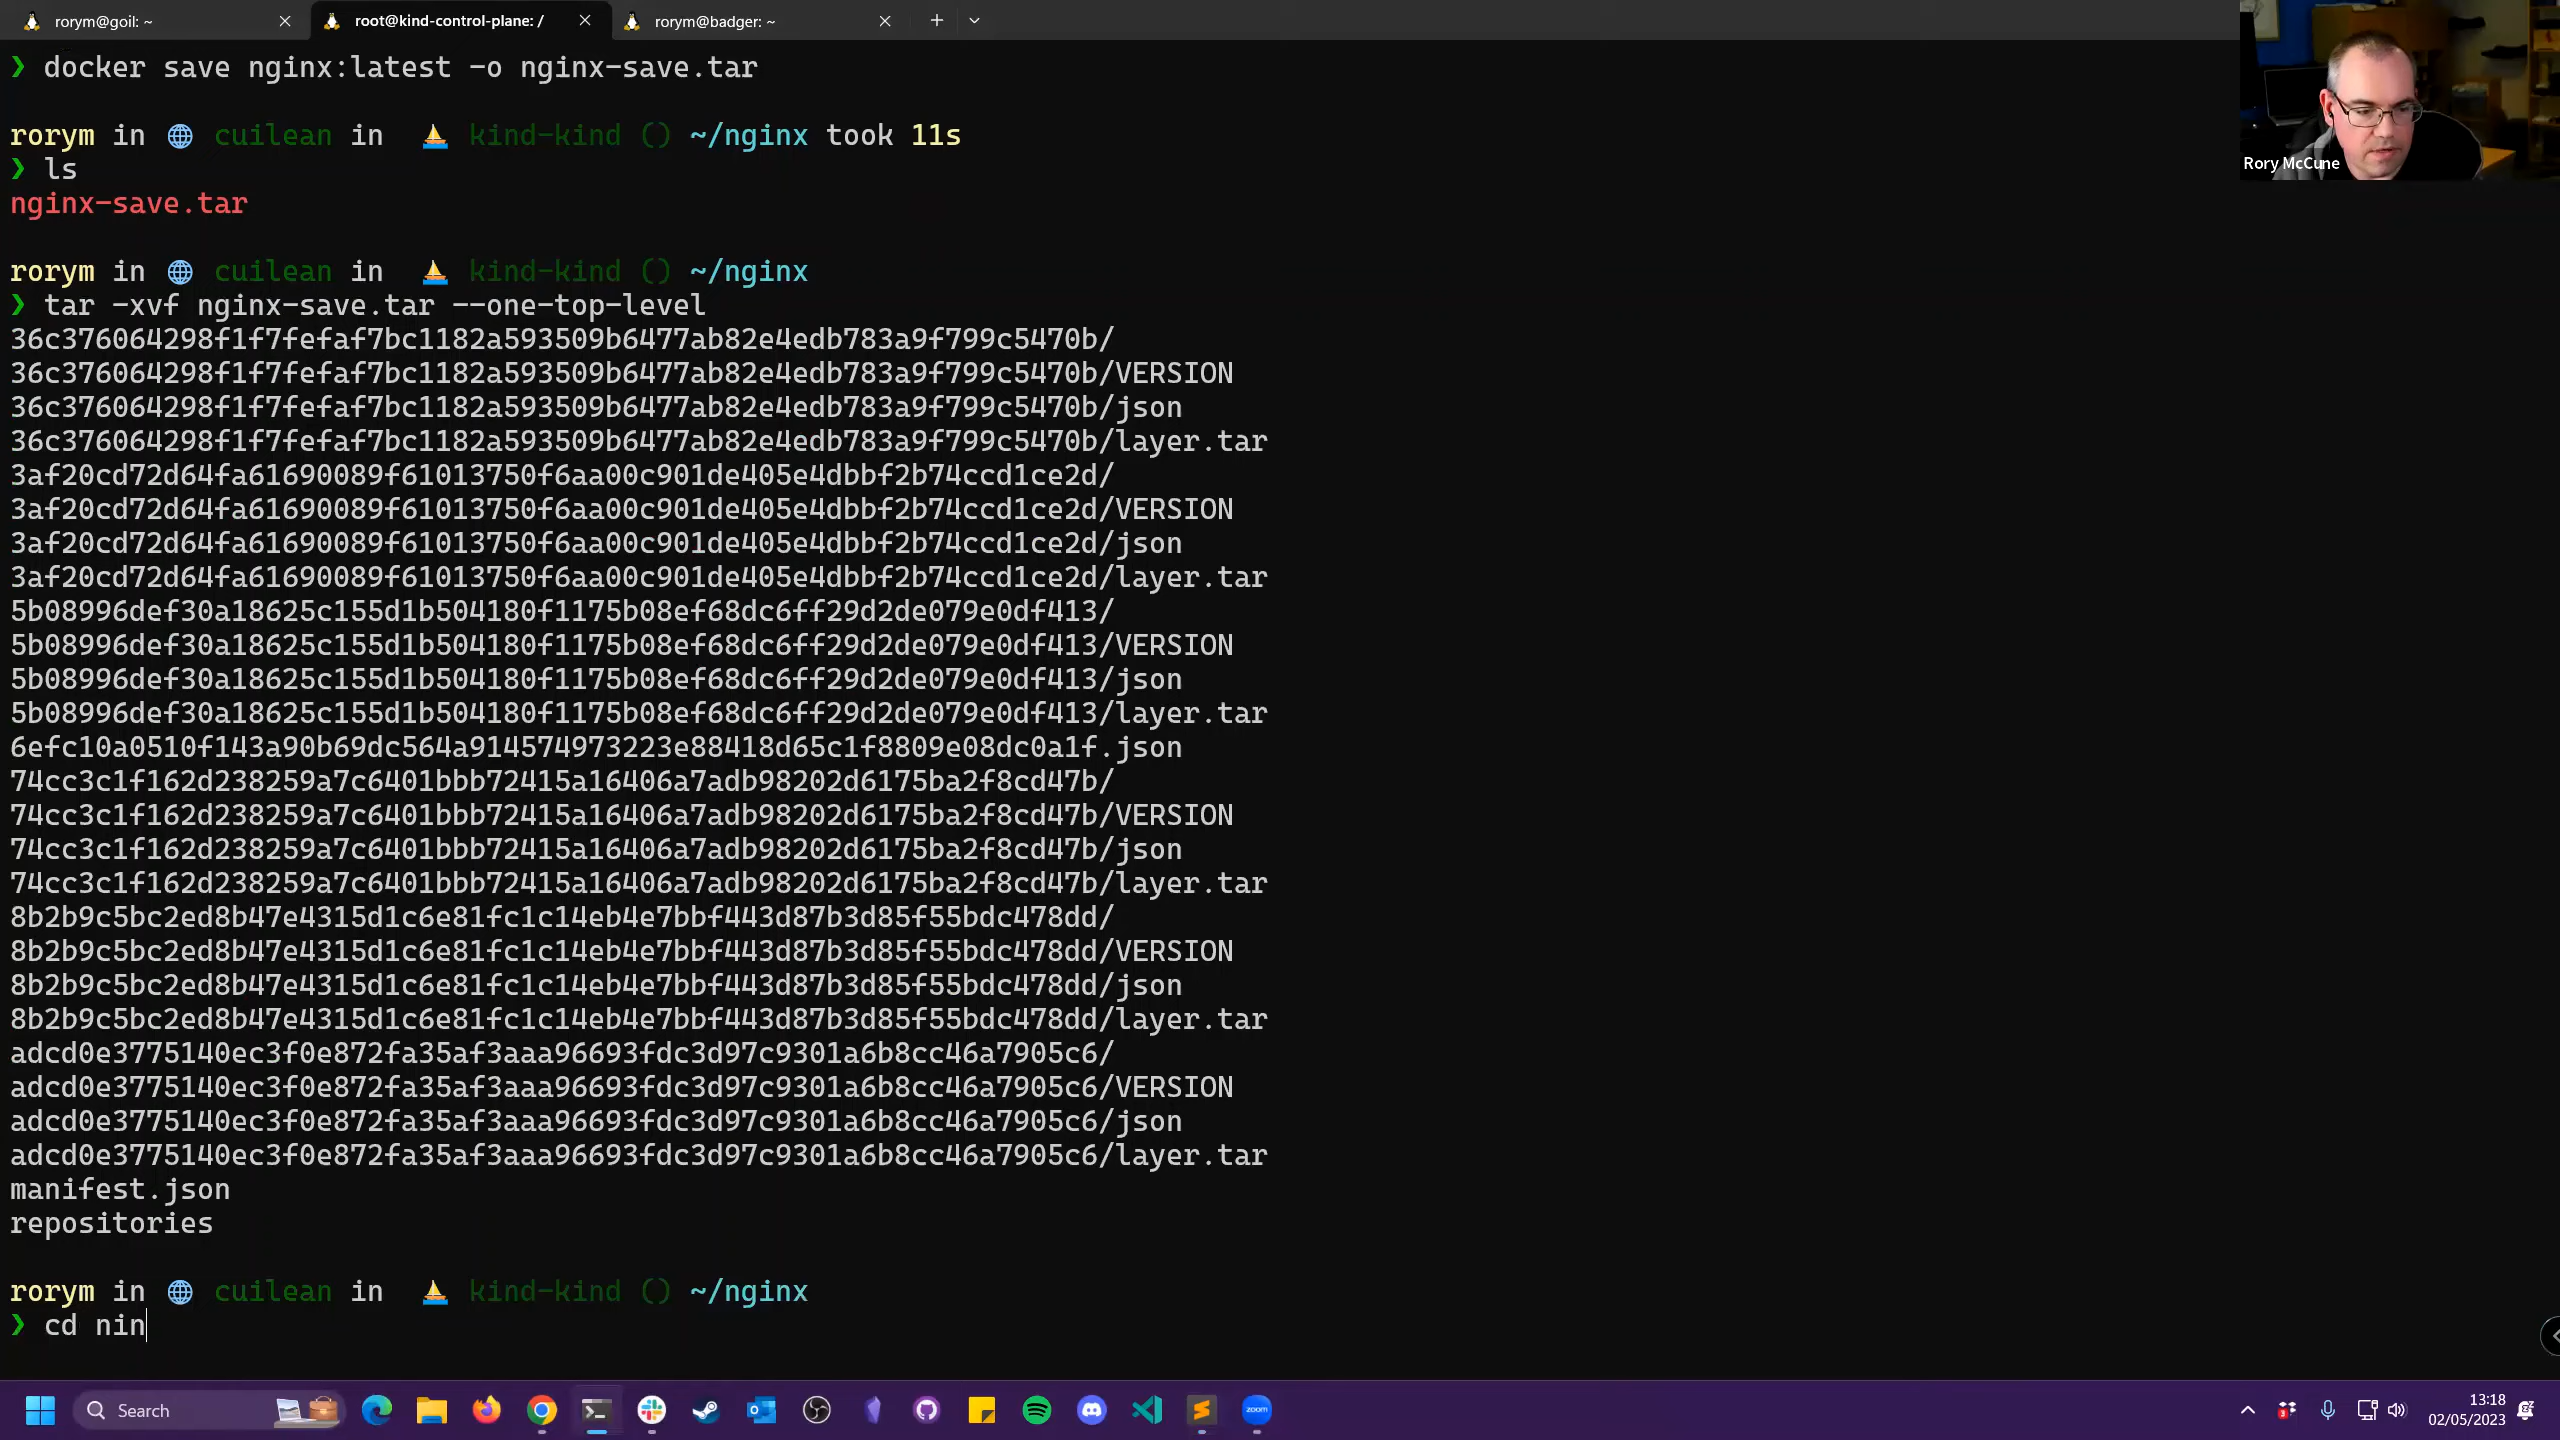 rorym@goil: ~
root@kind-control-plane: /
rorym@badger: ~
❯ docker save nginx:latest -o nginx-save.tar
rorym in 🌐 cuilean in ⛵ kind-kind () ~/nginx took 11s
❯ ls
nginx-save.tar
rorym in 🌐 cuilean in ⛵ kind-kind () ~/nginx
❯ tar -xvf nginx-save.tar --one-top-level
36c376064298f1f7fefaf7bc1182a593509b6477ab82e4edb783a9f799c5470b/
36c376064298f1f7fefaf7bc1182a593509b6477ab82e4edb783a9f799c5470b/VERSION
36c376064298f1f7fefaf7bc1182a593509b6477ab82e4edb783a9f799c5470b/json
36c376064298f1f7fefaf7bc1182a593509b6477ab82e4edb783a9f799c5470b/layer.tar
3af20cd72d64fa61690089f61013750f6aa00c901de405e4dbbf2b74ccd1ce2d/
3af20cd72d64fa61690089f61013750f6aa00c901de405e4dbbf2b74ccd1ce2d/VERSION
3af20cd72d64fa61690089f61013750f6aa00c901de405e4dbbf2b74ccd1ce2d/json
3af20cd72d64fa61690089f61013750f6aa00c901de405e4dbbf2b74ccd1ce2d/layer.tar
5b08996def30a18625c155d1b504180f1175b08ef68dc6ff29d2de079e0df413/
5b08996def30a18625c155d1b504180f1175b08ef68dc6ff29d2de079e0df413/VERSION
5b08996def30a18625c155d1b504180f1175b08ef68dc6ff29d2de079e0df413/json
5b08996def30a18625c155d1b504180f1175b08ef68dc6ff29d2de079e0df413/layer.tar
6efc10a0510f143a90b69dc564a914574973223e88418d65c1f8809e08dc0a1f.json
74cc3c1f162d238259a7c6401bbb72415a16406a7adb98202d6175ba2f8cd47b/
74cc3c1f162d238259a7c6401bbb72415a16406a7adb98202d6175ba2f8cd47b/VERSION
74cc3c1f162d238259a7c6401bbb72415a16406a7adb98202d6175ba2f8cd47b/json
74cc3c1f162d238259a7c6401bbb72415a16406a7adb98202d6175ba2f8cd47b/layer.tar
8b2b9c5bc2ed8b47e4315d1c6e81fc1c14eb4e7bbf443d87b3d85f55bdc478dd/
8b2b9c5bc2ed8b47e4315d1c6e81fc1c14eb4e7bbf443d87b3d85f55bdc478dd/VERSION
8b2b9c5bc2ed8b47e4315d1c6e81fc1c14eb4e7bbf443d87b3d85f55bdc478dd/json
8b2b9c5bc2ed8b47e4315d1c6e81fc1c14eb4e7bbf443d87b3d85f55bdc478dd/layer.tar
adcd0e3775140ec3f0e872fa35af3aaa96693fdc3d97c9301a6b8cc46a7905c6/
adcd0e3775140ec3f0e872fa35af3aaa96693fdc3d97c9301a6b8cc46a7905c6/VERSION
adcd0e3775140ec3f0e872fa35af3aaa96693fdc3d97c9301a6b8cc46a7905c6/json
adcd0e3775140ec3f0e872fa35af3aaa96693fdc3d97c9301a6b8cc46a7905c6/layer.tar
manifest.json
repositories
rorym in 🌐 cuilean in ⛵ kind-kind () ~/nginx
❯ cd nin
Rory McCune
Search
zoom
13:18
02/05/2023